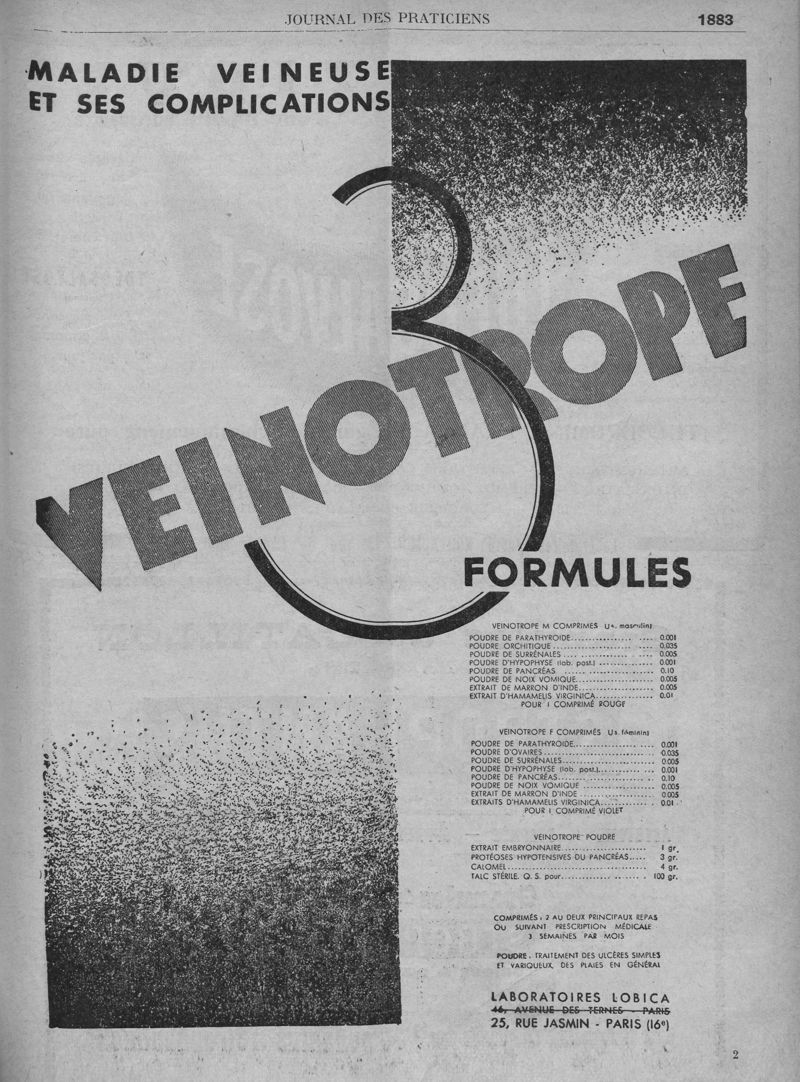 JOURNAL DES PRATICIENS 1883
MALADIE VEINEUSE
ET SES COMPLICATIONS
3
VEINOTROPE
FORMULES
VEINOTROPE M COMPRIMÉS Us. masculins
POUDRE DE PARATHYROIDE.................. .... 0.001
POUDRE ORCHITIQUE........................ .... 0.035
POUDRE DE SURRÉNALES .... .............. .... 0.005
POUDRE D'HYPOPHYSE (lob. post.) ............... 0.001
POUDRE DE PANCRÉAS ...... .................... 0.10
POUDRE DE NOIX VOMIQUE....................... 0.005
EXTRAIT DE MARRON D'INDE...................... 0.005
EXTRAIT D'HAMAMELIS VIRGINICA................. 0.01
POUR 1 COMPRIMÉ ROUGE
VEINOTROPE F COMPRIMÉS Us. féminins
POUDRE DE PARATHYROIDE.................. .... 0.001
POUDRE D'OVAIRES................................ 0.035
POUDRE DE SURRÉNALES........................... 0.005
POUDRE D'HYPOPHYSE (lob. post.)............ ... 0.001
POUDRE DE PANCRÉAS............................. 0.10
POUDRE DE NOIX VOMIQUE ..................... 0.005
EXTRAIT DE MARRON D'INDE ..................... 0.005
EXTRAITS D'HAMAMELIS VIRGINICA.............. . 0.01
POUR 1 COMPRIMÉ VIOLET
VEINOTROPE POUDRE
EXTRAIT EMBRYONNAIRE......................... 1 gr.
PROTÉOSES HYPOTENSIVES DU PANCRÉAS..... 3 gr.
CALOMEL......................................... 4 gr.
TALC STÉRILE. Q. S. pour........................ 100 gr.
COMPRIMÉS : 2 AU DEUX PRINCIPAUX REPAS
OU SUIVANT PRESCRIPTION MÉDICALE
3 SEMAINES PAR MOIS
POUDRE : TRAITEMENT DES ULCÈRES SIMPLES
ET VARIQUEUX, DES PLAIES EN GÉNÉRAL
LABORATOIRES LOBICA
46, AVENUE DES TERNES - PARIS
25, RUE JASMIN - PARIS (16e)
2